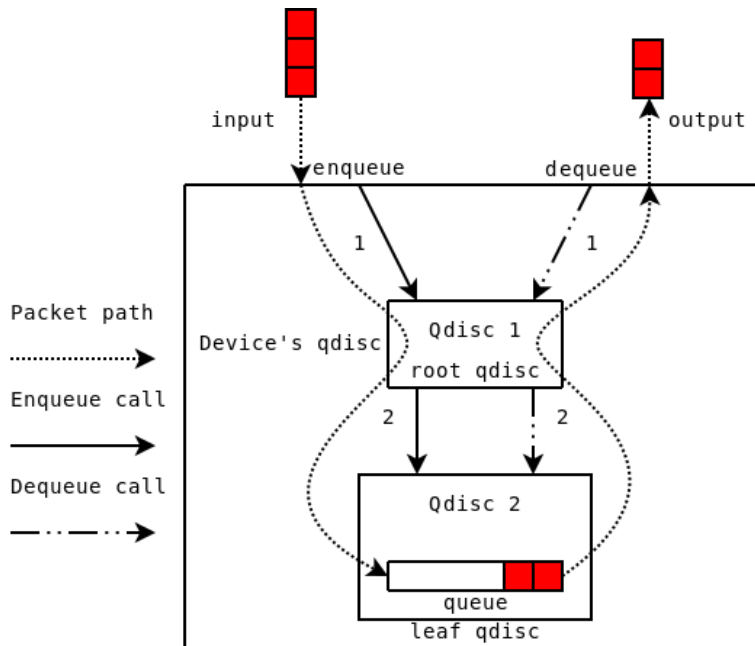 input
output
enqueue
dequeue
1
1
Packet path
Device's qdisc
Qdisc 1
root qdisc
Enqueue call
2
2
Dequeue call
Qdisc 2
queue
leaf qdisc